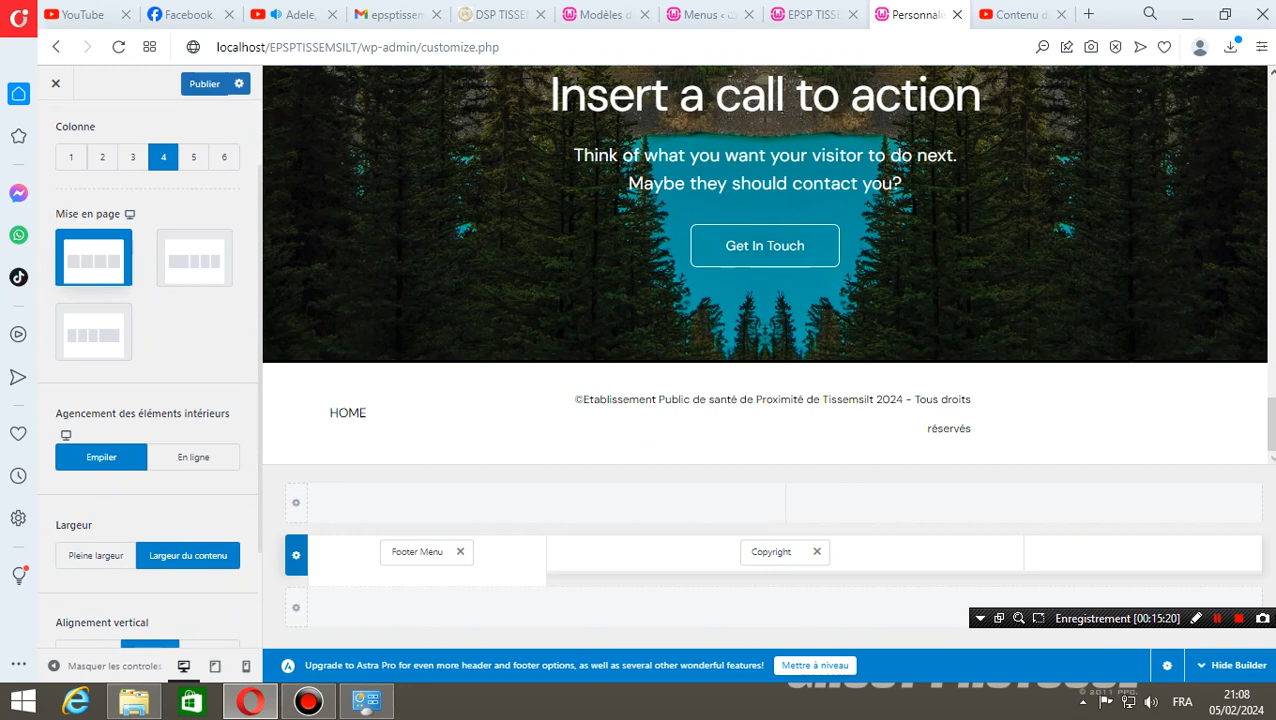 YouTube
Facebook
Adele,
epsptissem
DSP TISSEM
Modèles d
Menus ‹
EPSP TISSE
Personnalis
Contenu d
localhost/EPSPTISSEMSILT/wp-admin/customize.php
Publier
Colonne
1 2 3 4 5 6
Mise en page
Agencement des éléments intérieurs
Empiler
En ligne
Largeur
Pleine largeur
Largeur du contenu
Alignement vertical
Masquer les controles.
Insert a call to action
Think of what you want your visitor to do next.
Maybe they should contact you?
Get In Touch
HOME
©Etablissement Public de santé de Proximité de Tissemsilt 2024 - Tous droits
réservés
Footer Menu
Copyright
Enregistrement [00:15:20]
Upgrade to Astra Pro for even more header and footer options, as well as several other wonderful features!
Mettre à niveau
Hide Builder
© 2011 PPC.
FRA
21:08
05/02/2024